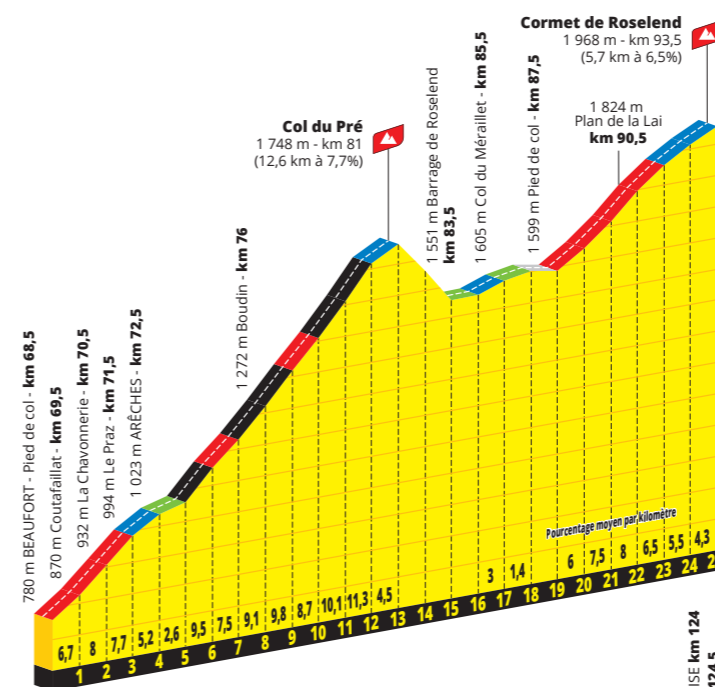 Cormet de Roselend
1 968 m - km 93,5
(5,7 km à 6,5%)
Col du Pré
1 748 m - km 81
(12,6 km à 7,7%)
1 824 m
Plan de la Lai
km 90,5
780 m BEAUFORT - Pied de col - km 68,5
870 m Coutafaillat - km 69,5
932 m La Chavonnerie - km 70,5
994 m Le Praz - km 71,5
1 023 m ARÊCHES - km 72,5
1 272 m Boudin - km 76
1 551 m Barrage de Roselend
km 83,5
1 605 m Col du Méraillet - km 85,5
1 599 m Pied de col - km 87,5
Pourcentage moyen par kilomètre
6,7 8 7,7 5,2 2,6 9,5 7,5 9,1 9,8 8,7 10,1 11,3 4,5 3 1,4 6 7,5 8 6,5 5,5 4,3
1 2 3 4 5 6 7 8 9 10 11 12 13 14 15 16 17 18 19 20 21 22 23 24
ISE km 124
124,5